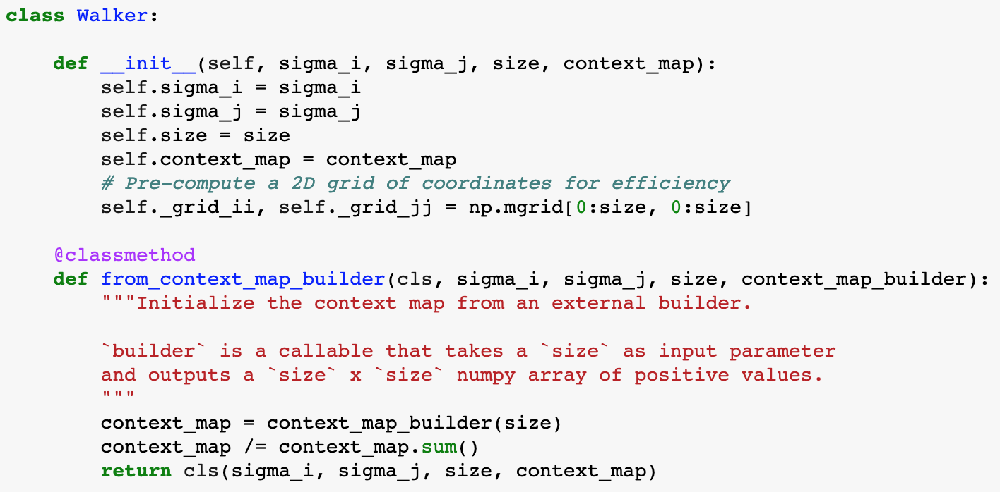 class Walker:
    def __init__(self, sigma_i, sigma_j, size, context_map):
        self.sigma_i = sigma_i
        self.sigma_j = sigma_j
        self.size = size
        self.context_map = context_map
        # Pre-compute a 2D grid of coordinates for efficiency
        self._grid_ii, self._grid_jj = np.mgrid[0:size, 0:size]
    @classmethod
    def from_context_map_builder(cls, sigma_i, sigma_j, size, context_map_builder):
        """Initialize the context map from an external builder.
        `builder` is a callable that takes a `size` as input parameter
        and outputs a `size` x `size` numpy array of positive values.
        """
        context_map = context_map_builder(size)
        context_map /= context_map.sum()
        return cls(sigma_i, sigma_j, size, context_map)